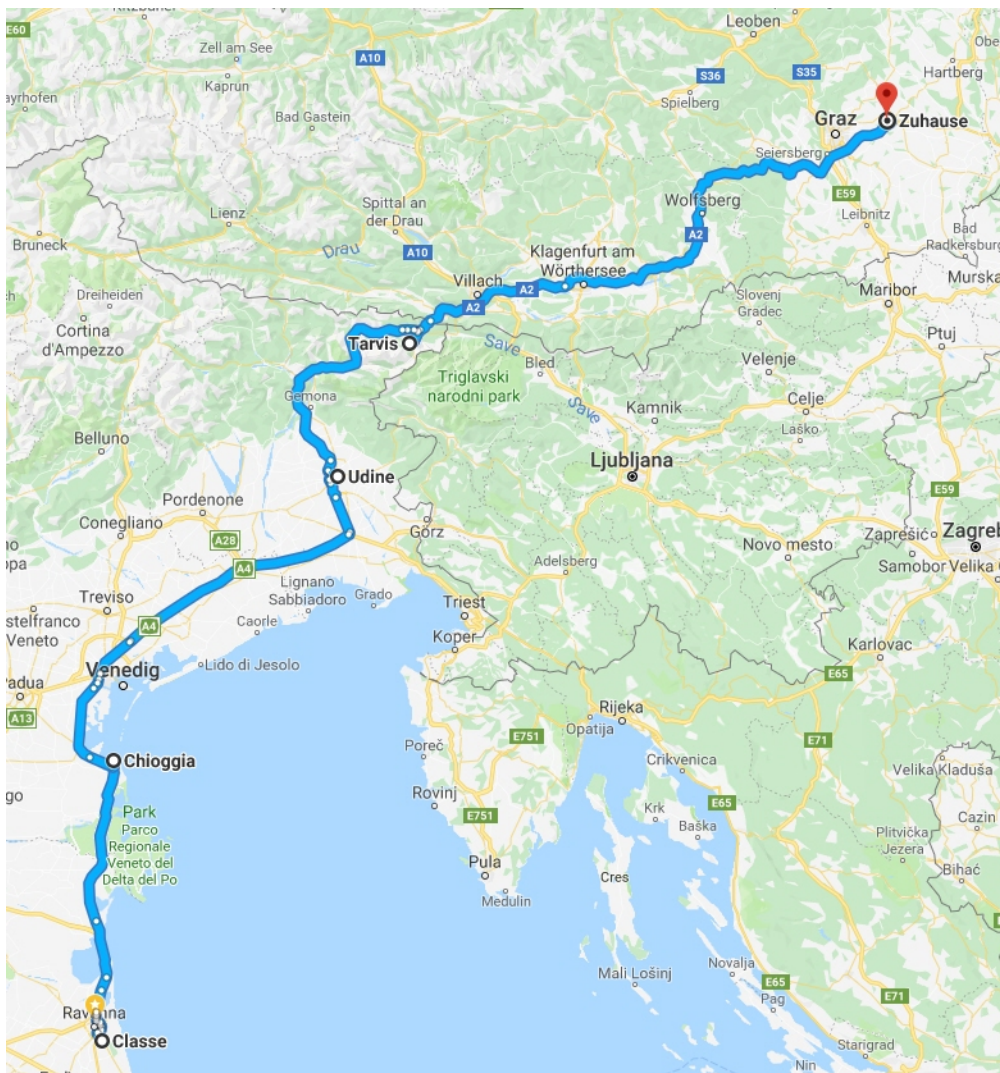 Kitzbühel
E60
Zell am See
Kaprun
A10
Leoben
S36
S35
Hartberg
Spielberg
Bad Gastein
Graz
Zuhause
Seiersberg
E59
Lienz
Spittal
an der Drau
Wolfsberg
Leibnitz
Bruneck
Drau
A10
A2
Bad
Radkersburg
Klagenfurt am
Wörthersee
Villach
A2
Dreiheiden
A2
Slovenj
Gradec
Maribor
Murska
Cortina
d'Ampezzo
Tarvis
Save
Bled
Ptuj
Velenje
Triglavski
narodni park
Gemona
Save
Kamnik
Celje
Laško
Belluno
Ljubljana
Udine
E59
Pordenone
Conegliano
Görz
A28
Zaprešić
Zagreb
Adelsberg
Novo mesto
Samobor
Velika
A4
Lignano
Sabbiadoro
Grado
Treviso
Triest
stelfranco
Veneto
A4
Caorle
Koper
Karlovac
Venedig
Lido di Jesolo
E65
Padua
Rijeka
A13
Opatija
E751
E71
Chioggia
Poreč
Crikvenica
Velika Kladuša
Rovinj
Krk
E65
Park
Parco
Regionale
Veneto del
Delta del Po
E751
Baška
Cazin
Plitvička
Jezera
Pula
Bihać
Cres
Medulin
Mali Lošinj
Novalja
E65
Pag
E71
Ravenna
Classe
Starigrad
Nin